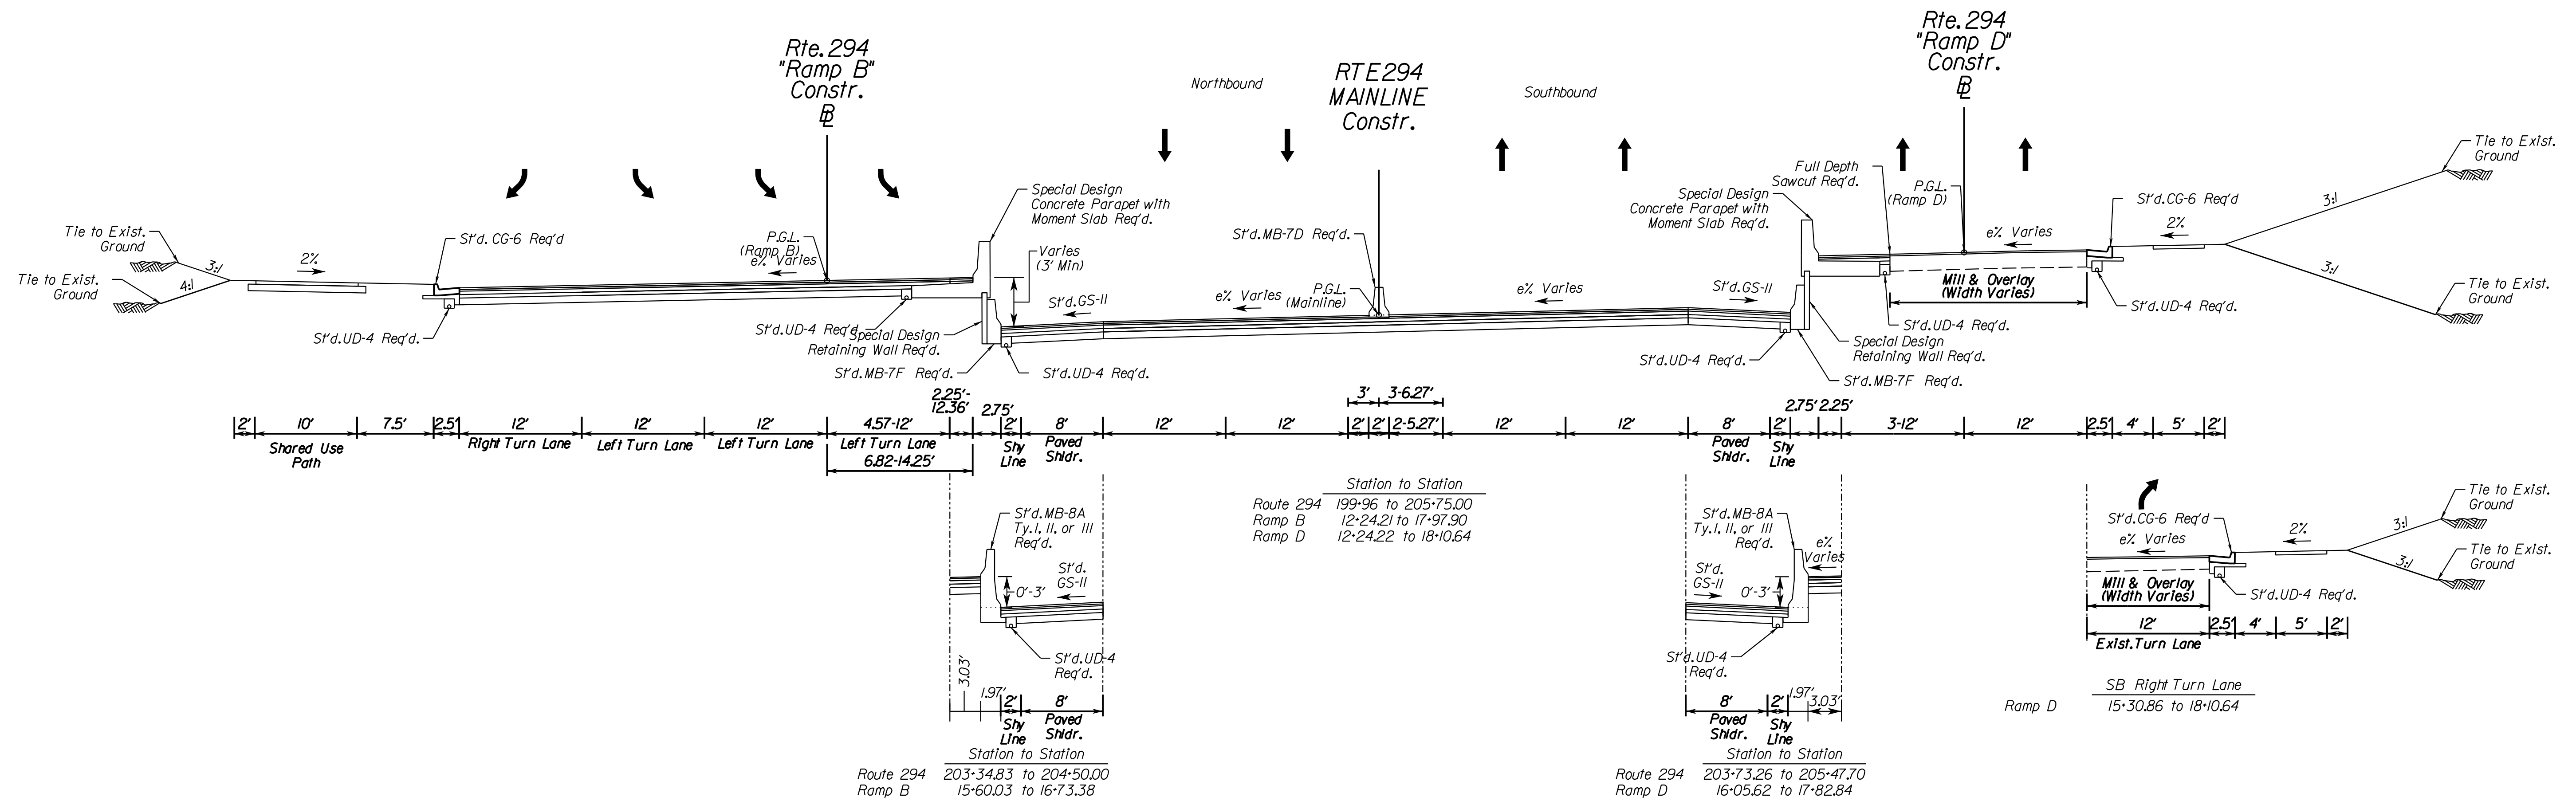 Rte. 294
"Ramp B"
Constr.
Northbound
RTE 294
MAINLINE
Constr.
Southbound
Rte. 294
"Ramp D"
Constr.
Tie to Exist.
Ground
Tie to Exist.
Ground
3:1
4:1
2%
St'd. CG-6 Req'd
St'd. UD-4 Req'd.
P.G.L.
(Ramp B)
e% Varies
St'd. UD-4 Req'd.
Special Design
Concrete Parapet with
Moment Slab Req'd.
Varies
(3' Min)
St'd. GS-11
Special Design
Retaining Wall Req'd.
St'd. MB-7F Req'd.
St'd. UD-4 Req'd.
e% Varies
St'd. MB-7D Req'd.
P.G.L.
(Mainline)
e% Varies
St'd. GS-11
Special Design
Concrete Parapet with
Moment Slab Req'd.
Full Depth
Sawcut Req'd.
P.G.L.
(Ramp D)
e% Varies
Mill & Overlay
(Width Varies)
St'd. UD-4 Req'd.
St'd. UD-4 Req'd.
Special Design
Retaining Wall Req'd.
St'd. MB-7F Req'd.
St'd. CG-6 Req'd
2%
St'd. UD-4 Req'd.
3:1
3:1
Tie to Exist.
Ground
Tie to Exist.
Ground
2.25'-
12.36'
2.75'
3'
3-6.27'
2.75'
2.25'
2'
10'
7.5'
2.5'
12'
12'
12'
4.57-12'
2'
8'
12'
12'
2'
2'
2-5.27'
12'
12'
8'
2'
3-12'
12'
2.5'
4'
5'
2'
Shared Use
Path
Right Turn Lane
Left Turn Lane
Left Turn Lane
Left Turn Lane
6.82-14.25'
Shy
Line
Paved
Shldr.
Paved
Shldr.
Shy
Line
Station to Station
Route 294 199+96 to 205+75.00
Ramp B 12+24.21 to 17+97.90
Ramp D 12+24.22 to 18+10.64
St'd. MB-8A
Ty. I, II, or III
Req'd.
0'-3'
St'd.
GS-11
St'd. UD-4
Req'd.
3.03'
1.97'
2'
8'
Shy
Line
Paved
Shldr.
Station to Station
Route 294 203+34.83 to 204+50.00
Ramp B 15+60.03 to 16+73.38
St'd. MB-8A
Ty. I, II, or III
Req'd.
e%
Varies
St'd.
GS-11
0'-3'
St'd. UD-4
Req'd.
8'
2'
1.97'
3.03'
Paved
Shldr.
Shy
Line
Station to Station
Route 294 203+73.26 to 205+47.70
Ramp D 16+05.62 to 17+82.84
St'd. CG-6 Req'd
e% Varies
2%
3:1
3:1
Tie to Exist.
Ground
Tie to Exist.
Ground
Mill & Overlay
(Width Varies)
St'd. UD-4 Req'd.
12'
2.5'
4'
5'
2'
Exist. Turn Lane
SB Right Turn Lane
Ramp D 15+30.86 to 18+10.64